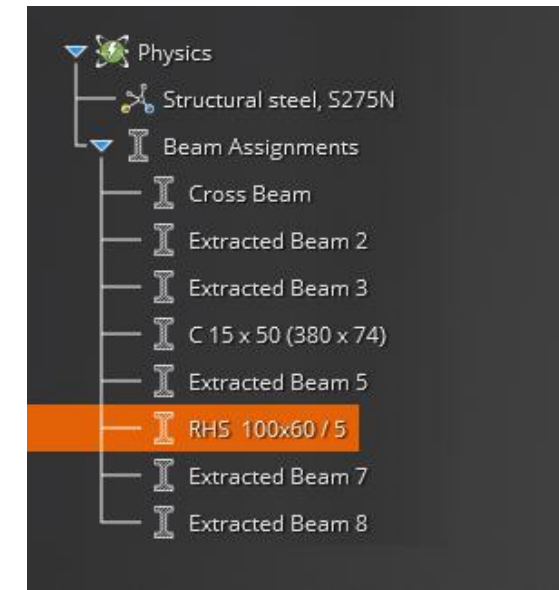 Physics
Structural steel, S275N
Beam Assignments
Cross Beam
Extracted Beam 2
Extracted Beam 3
C 15 x 50 (380 x 74)
Extracted Beam 5
RHS 100x60 / 5
Extracted Beam 7
Extracted Beam 8